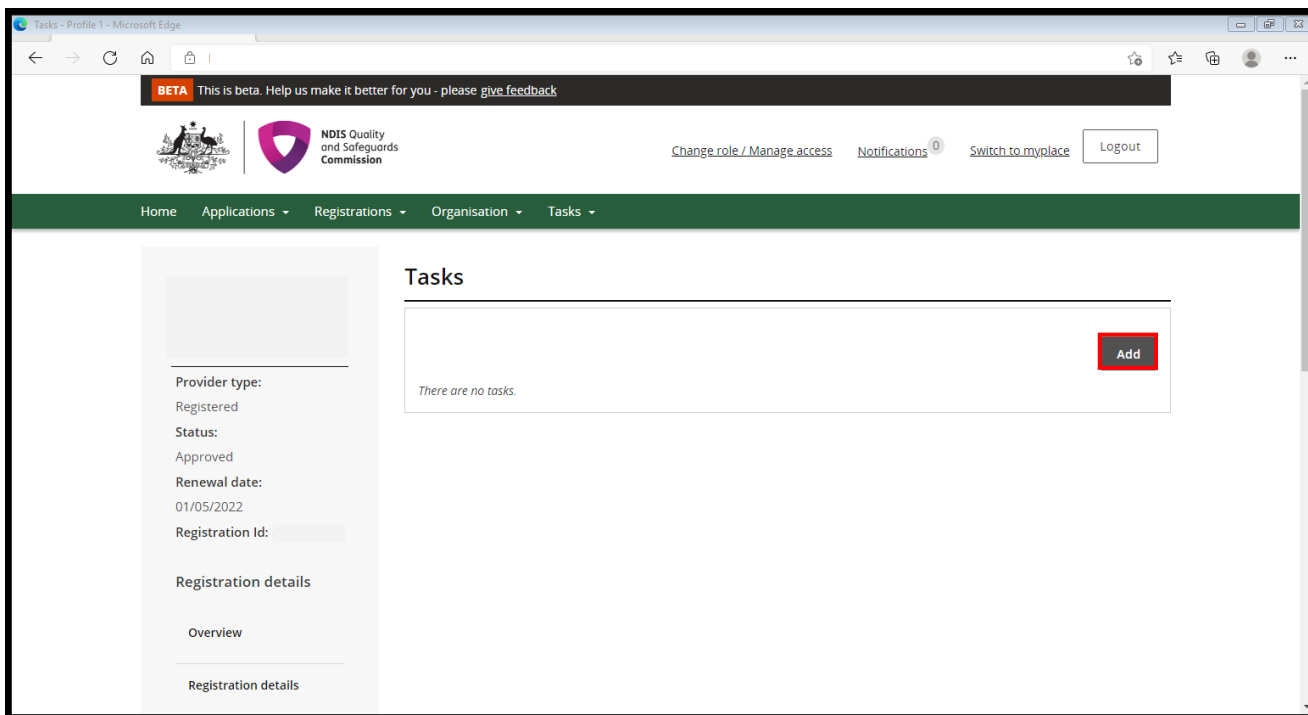 Tasks - Profile 1 - Microsoft Edge
BETA This is beta. Help us make it better for you - please give feedback
NDIS Quality
and Safeguards
Commission
Change role / Manage access Notifications 0 Switch to myplace Logout
Home Applications Registrations Organisation Tasks
Tasks
Add
There are no tasks.
Provider type:
Registered
Status:
Approved
Renewal date:
01/05/2022
Registration Id:
Registration details
Overview
Registration details